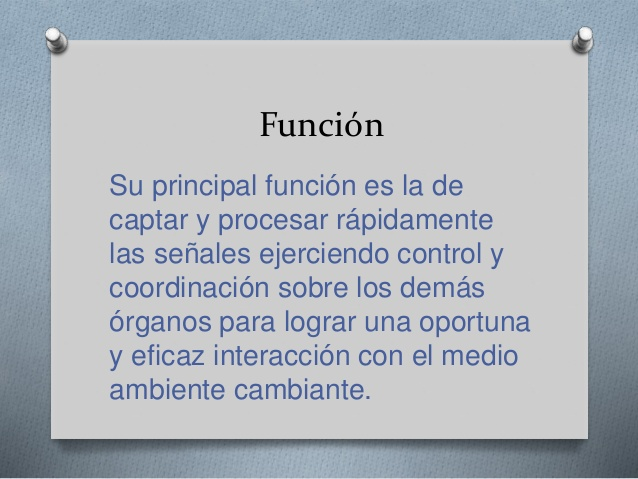 Función
Su principal función es la de
captar y procesar rápidamente
las señales ejerciendo control y
coordinación sobre los demás
órganos para lograr una oportuna
y eficaz interacción con el medio
ambiente cambiante.